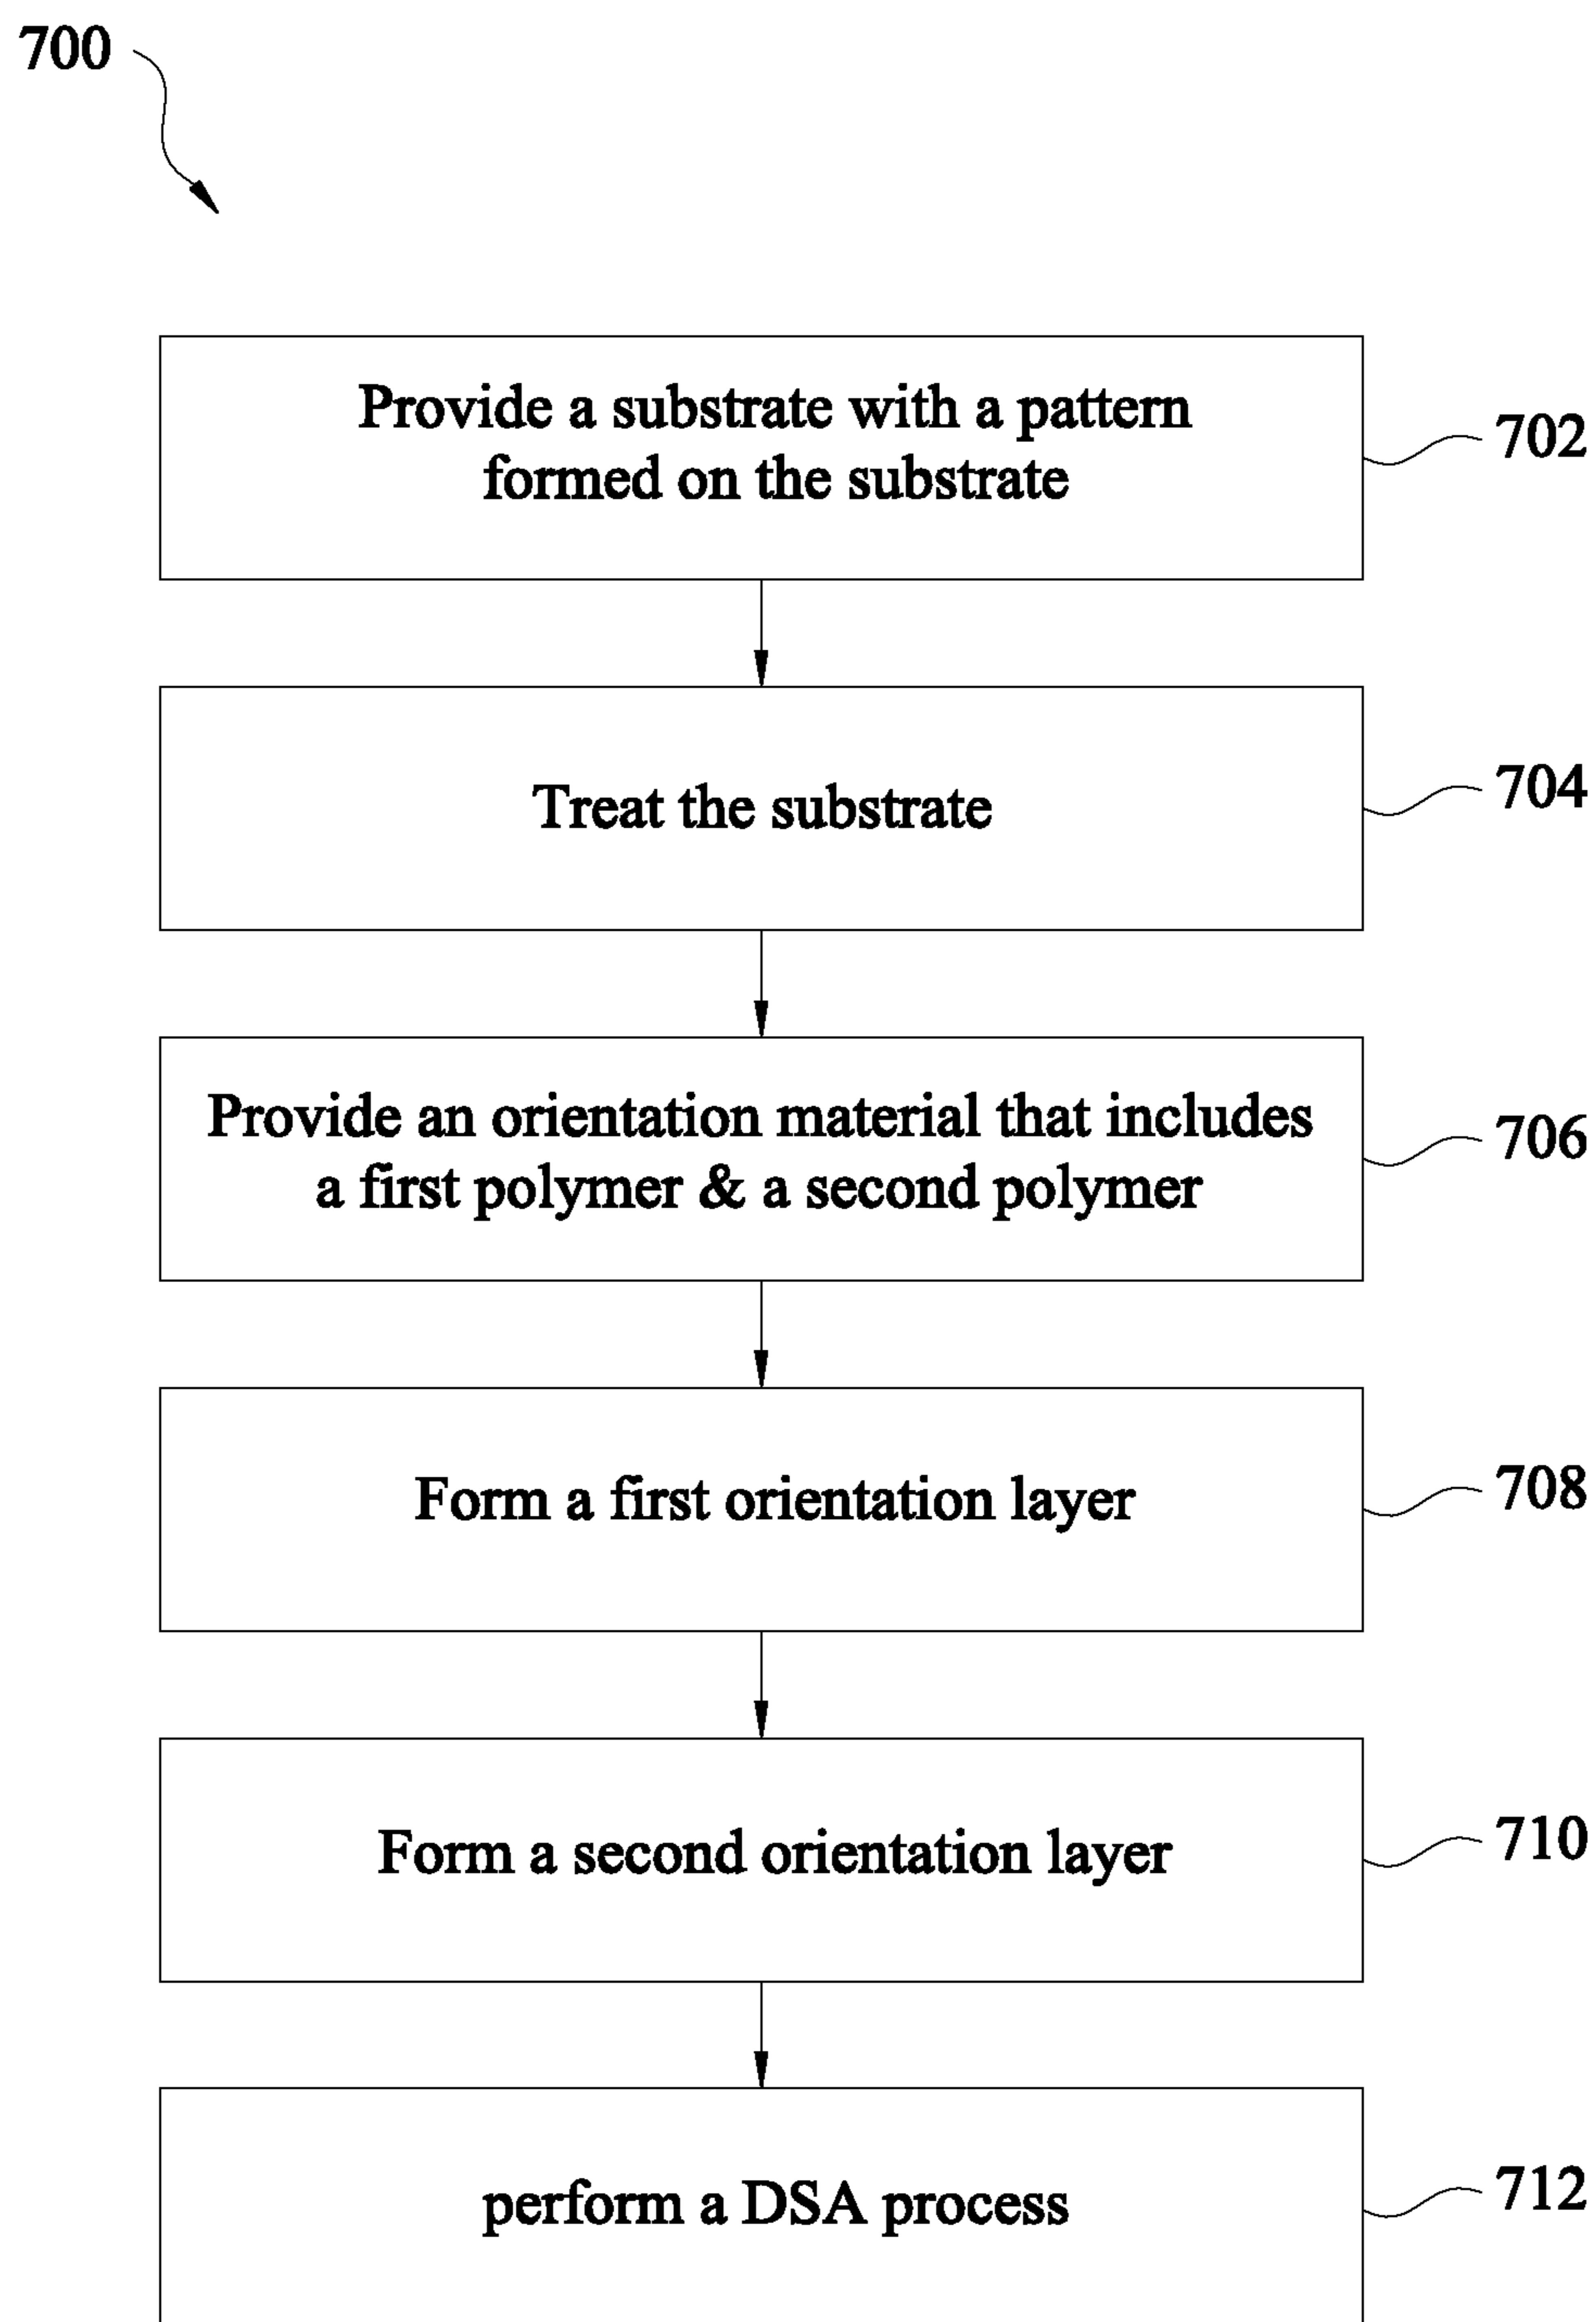 700
Provide a substrate with a pattern
formed on the substrate
702
Treat the substrate
704
Provide an orientation material that includes
a first polymer & a second polymer
706
Form a first orientation layer
708
Form a second orientation layer
710
perform a DSA process
712